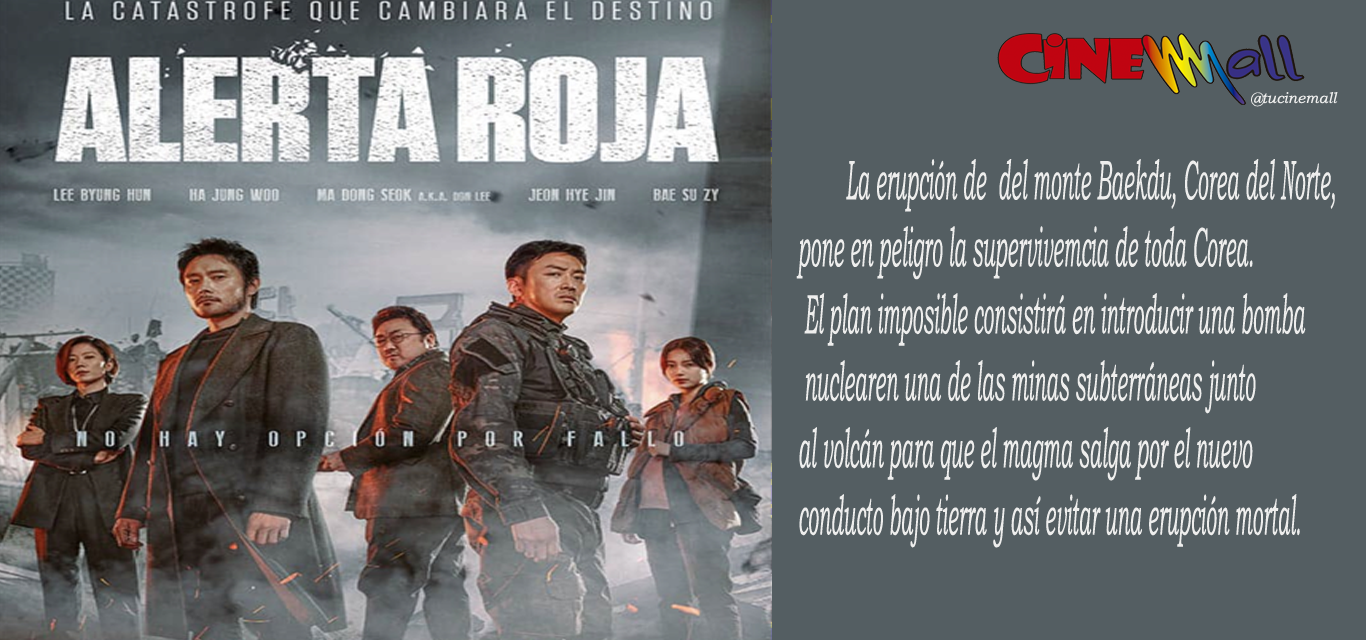 LA CATASTROFE QUE CAMBIARA EL DESTINO
ALERTA ROJA
LEE BYUNG HUN HA JUNG WOO MA DONG SEOK A.K.A. DON LEE JEON HYE JIN BAE SU ZY
NO HAY OPCIÓN POR FALLO
CiNEMall
@tucinemall
La erupción de del monte Baekdu, Corea del Norte,
pone en peligro la supervivemcia de toda Corea.
El plan imposible consistirá en introducir una bomba
nuclearen una de las minas subterráneas junto
al volcán para que el magma salga por el nuevo
conducto bajo tierra y así evitar una erupción mortal.